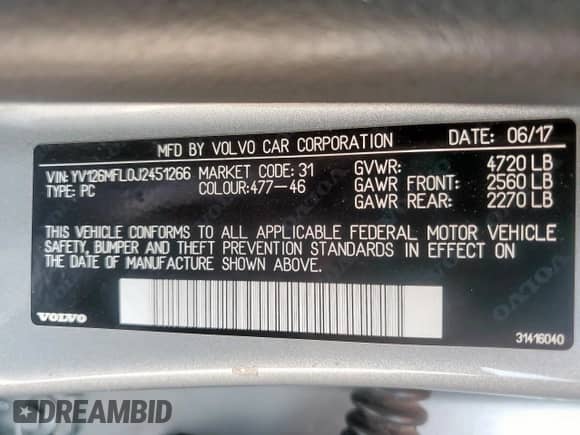 MFD BY VOLVO CAR CORPORATION DATE: 06/17
VIN: YV126MFL0J2451266 MARKET CODE: 31 GVWR: 4720 LB
TYPE: PC COLOUR:477-46 GAWR FRONT: 2560 LB
GAWR REAR: 2270 LB
THIS VEHICLE CONFORMS TO ALL APPLICABLE FEDERAL MOTOR VEHICLE
SAFETY, BUMPER AND THEFT PREVENTION STANDARDS IN EFFECT ON
THE DATE OF MANUFACTURE SHOWN ABOVE.
VOLVO 31416040
DREAMBID